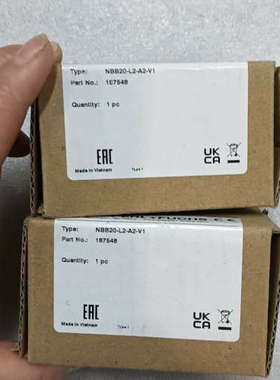 Type: NBB20-L2-A2-V1
Part No.: 187548
Quantity: 1 pc
EAC
UK
CA
Made in Vietnam
Type: NBB20-L2-A2-V1
Part No.: 187548
Quantity: 1 pc
EAC
UK
CA
Made in Vietnam